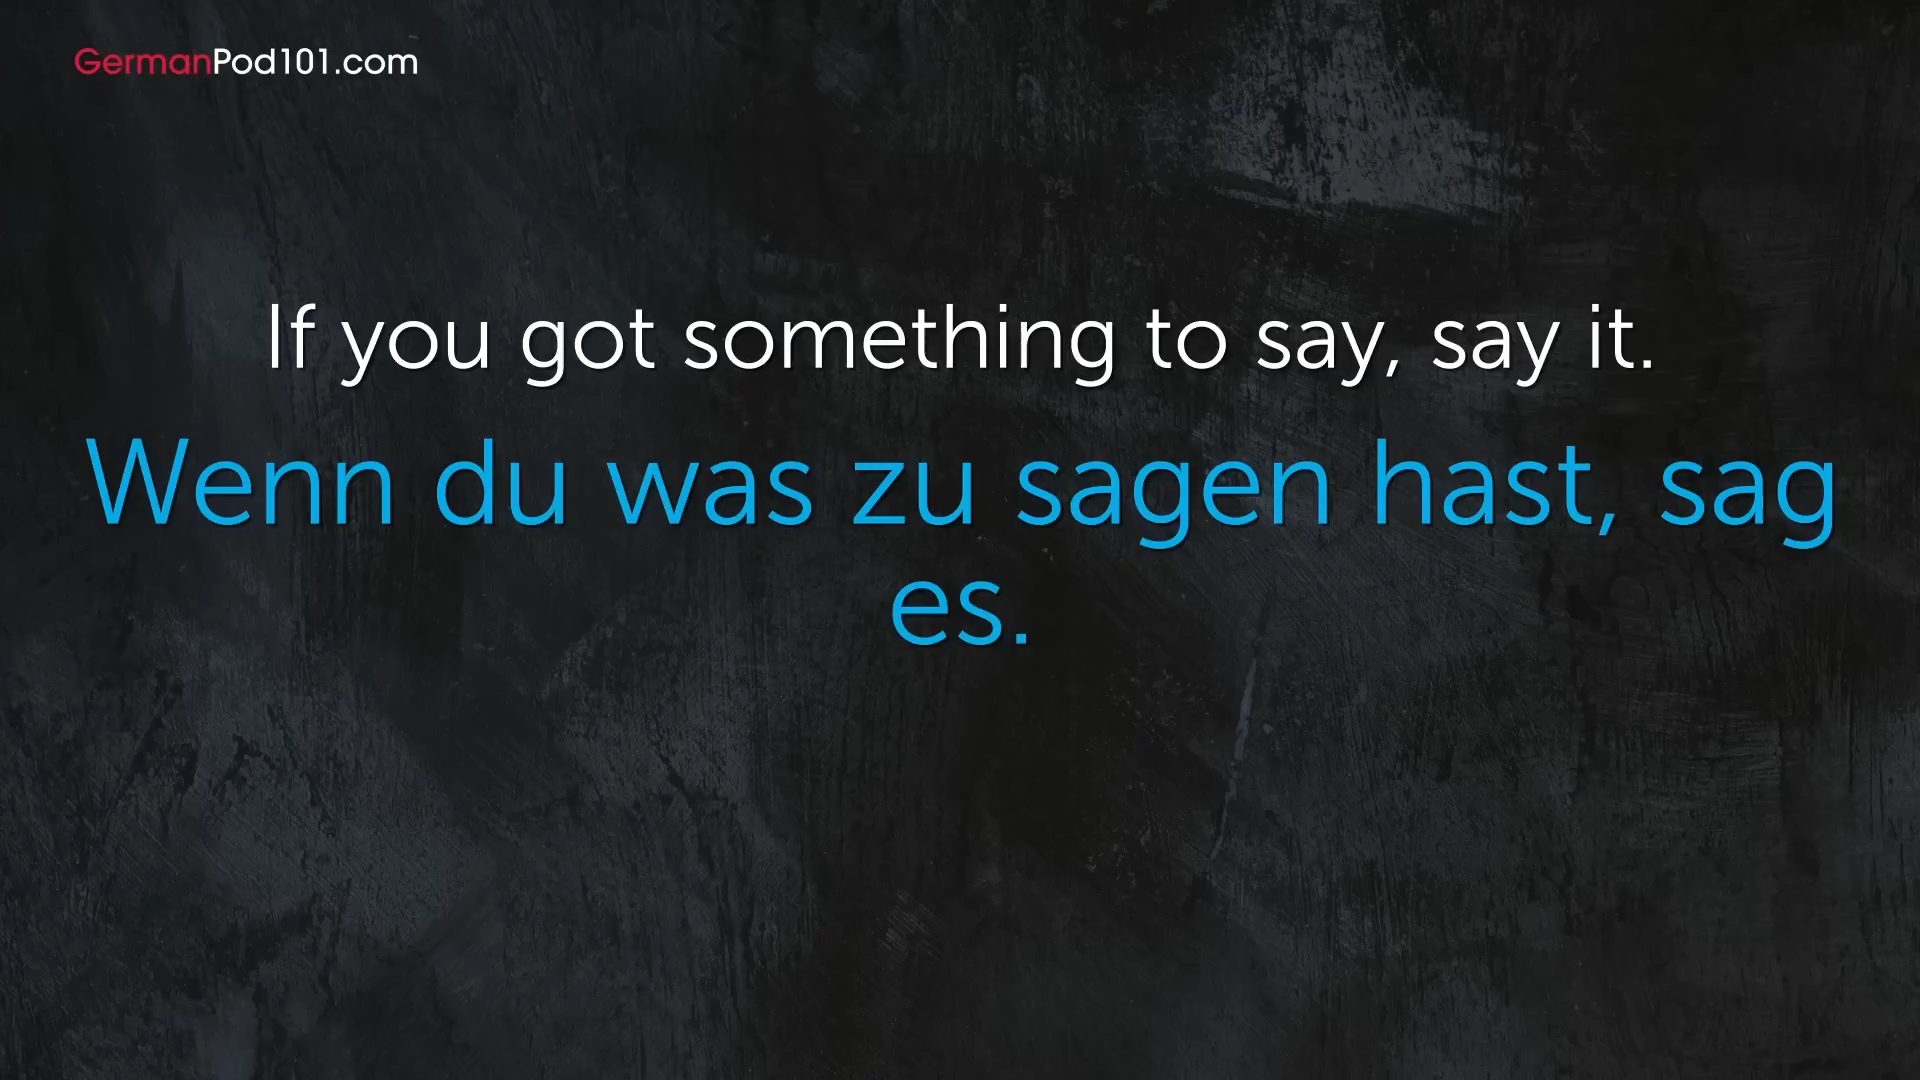 GermanPod101.com
If you got something to say, say it.
Wenn du was zu sagen hast, sag
es.